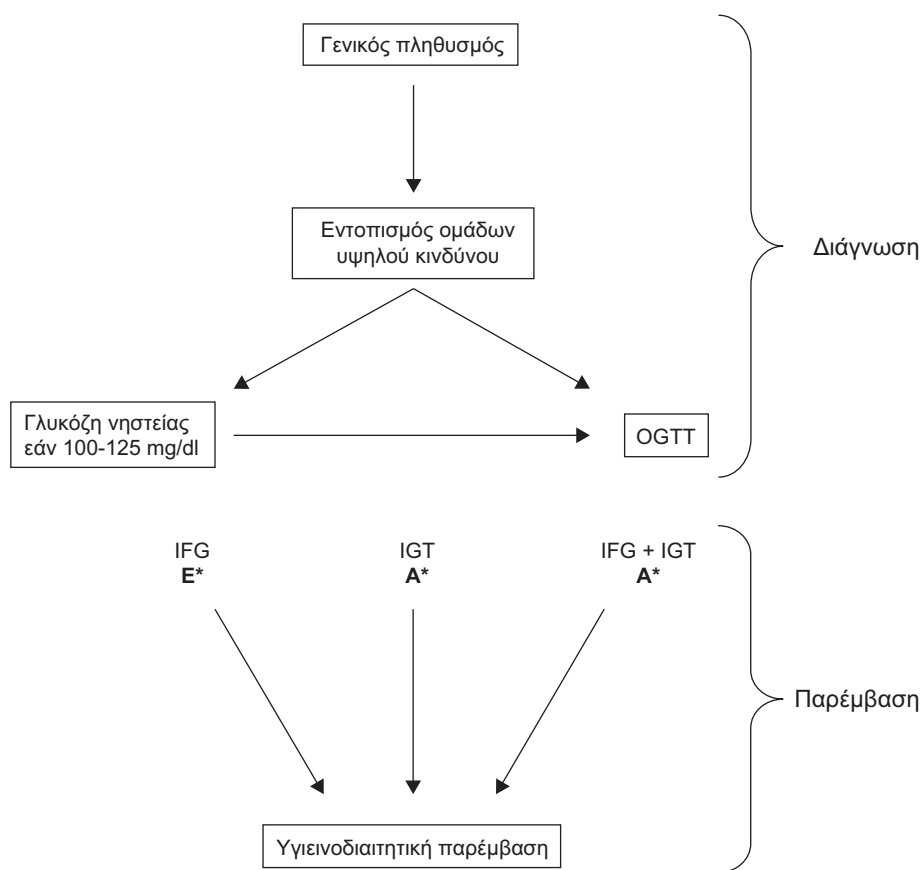 Γενικός πληθυσμός
Εντοπισμός ομάδων
υψηλού κινδύνου
Διάγνωση
Γλυκόζη νηστείας
εάν 100-125 mg/dl
OGTT
IFG
E*
IGT
A*
IFG + IGT
A*
Παρέμβαση
Υγιεινοδιαιτητική παρέμβαση